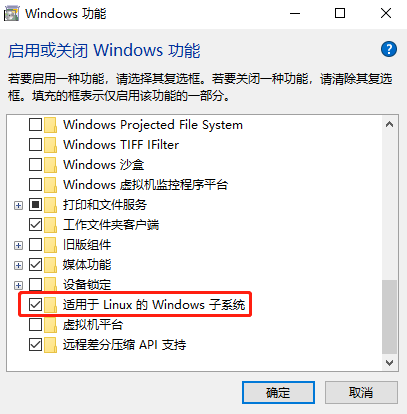 Windows 功能
启用或关闭 Windows 功能
若要启用一种功能，请选择其复选框。若要关闭一种功能，请清除其复选
框。填充的框表示仅启用该功能的一部分。
Windows Projected File System
Windows TIFF IFilter
Windows 沙盒
Windows 虚拟机监控程序平台
打印和文件服务
工作文件夹客户端
旧版组件
媒体功能
设备锁定
适用于 Linux 的 Windows 子系统
虚拟机平台
远程差分压缩 API 支持
确定
取消